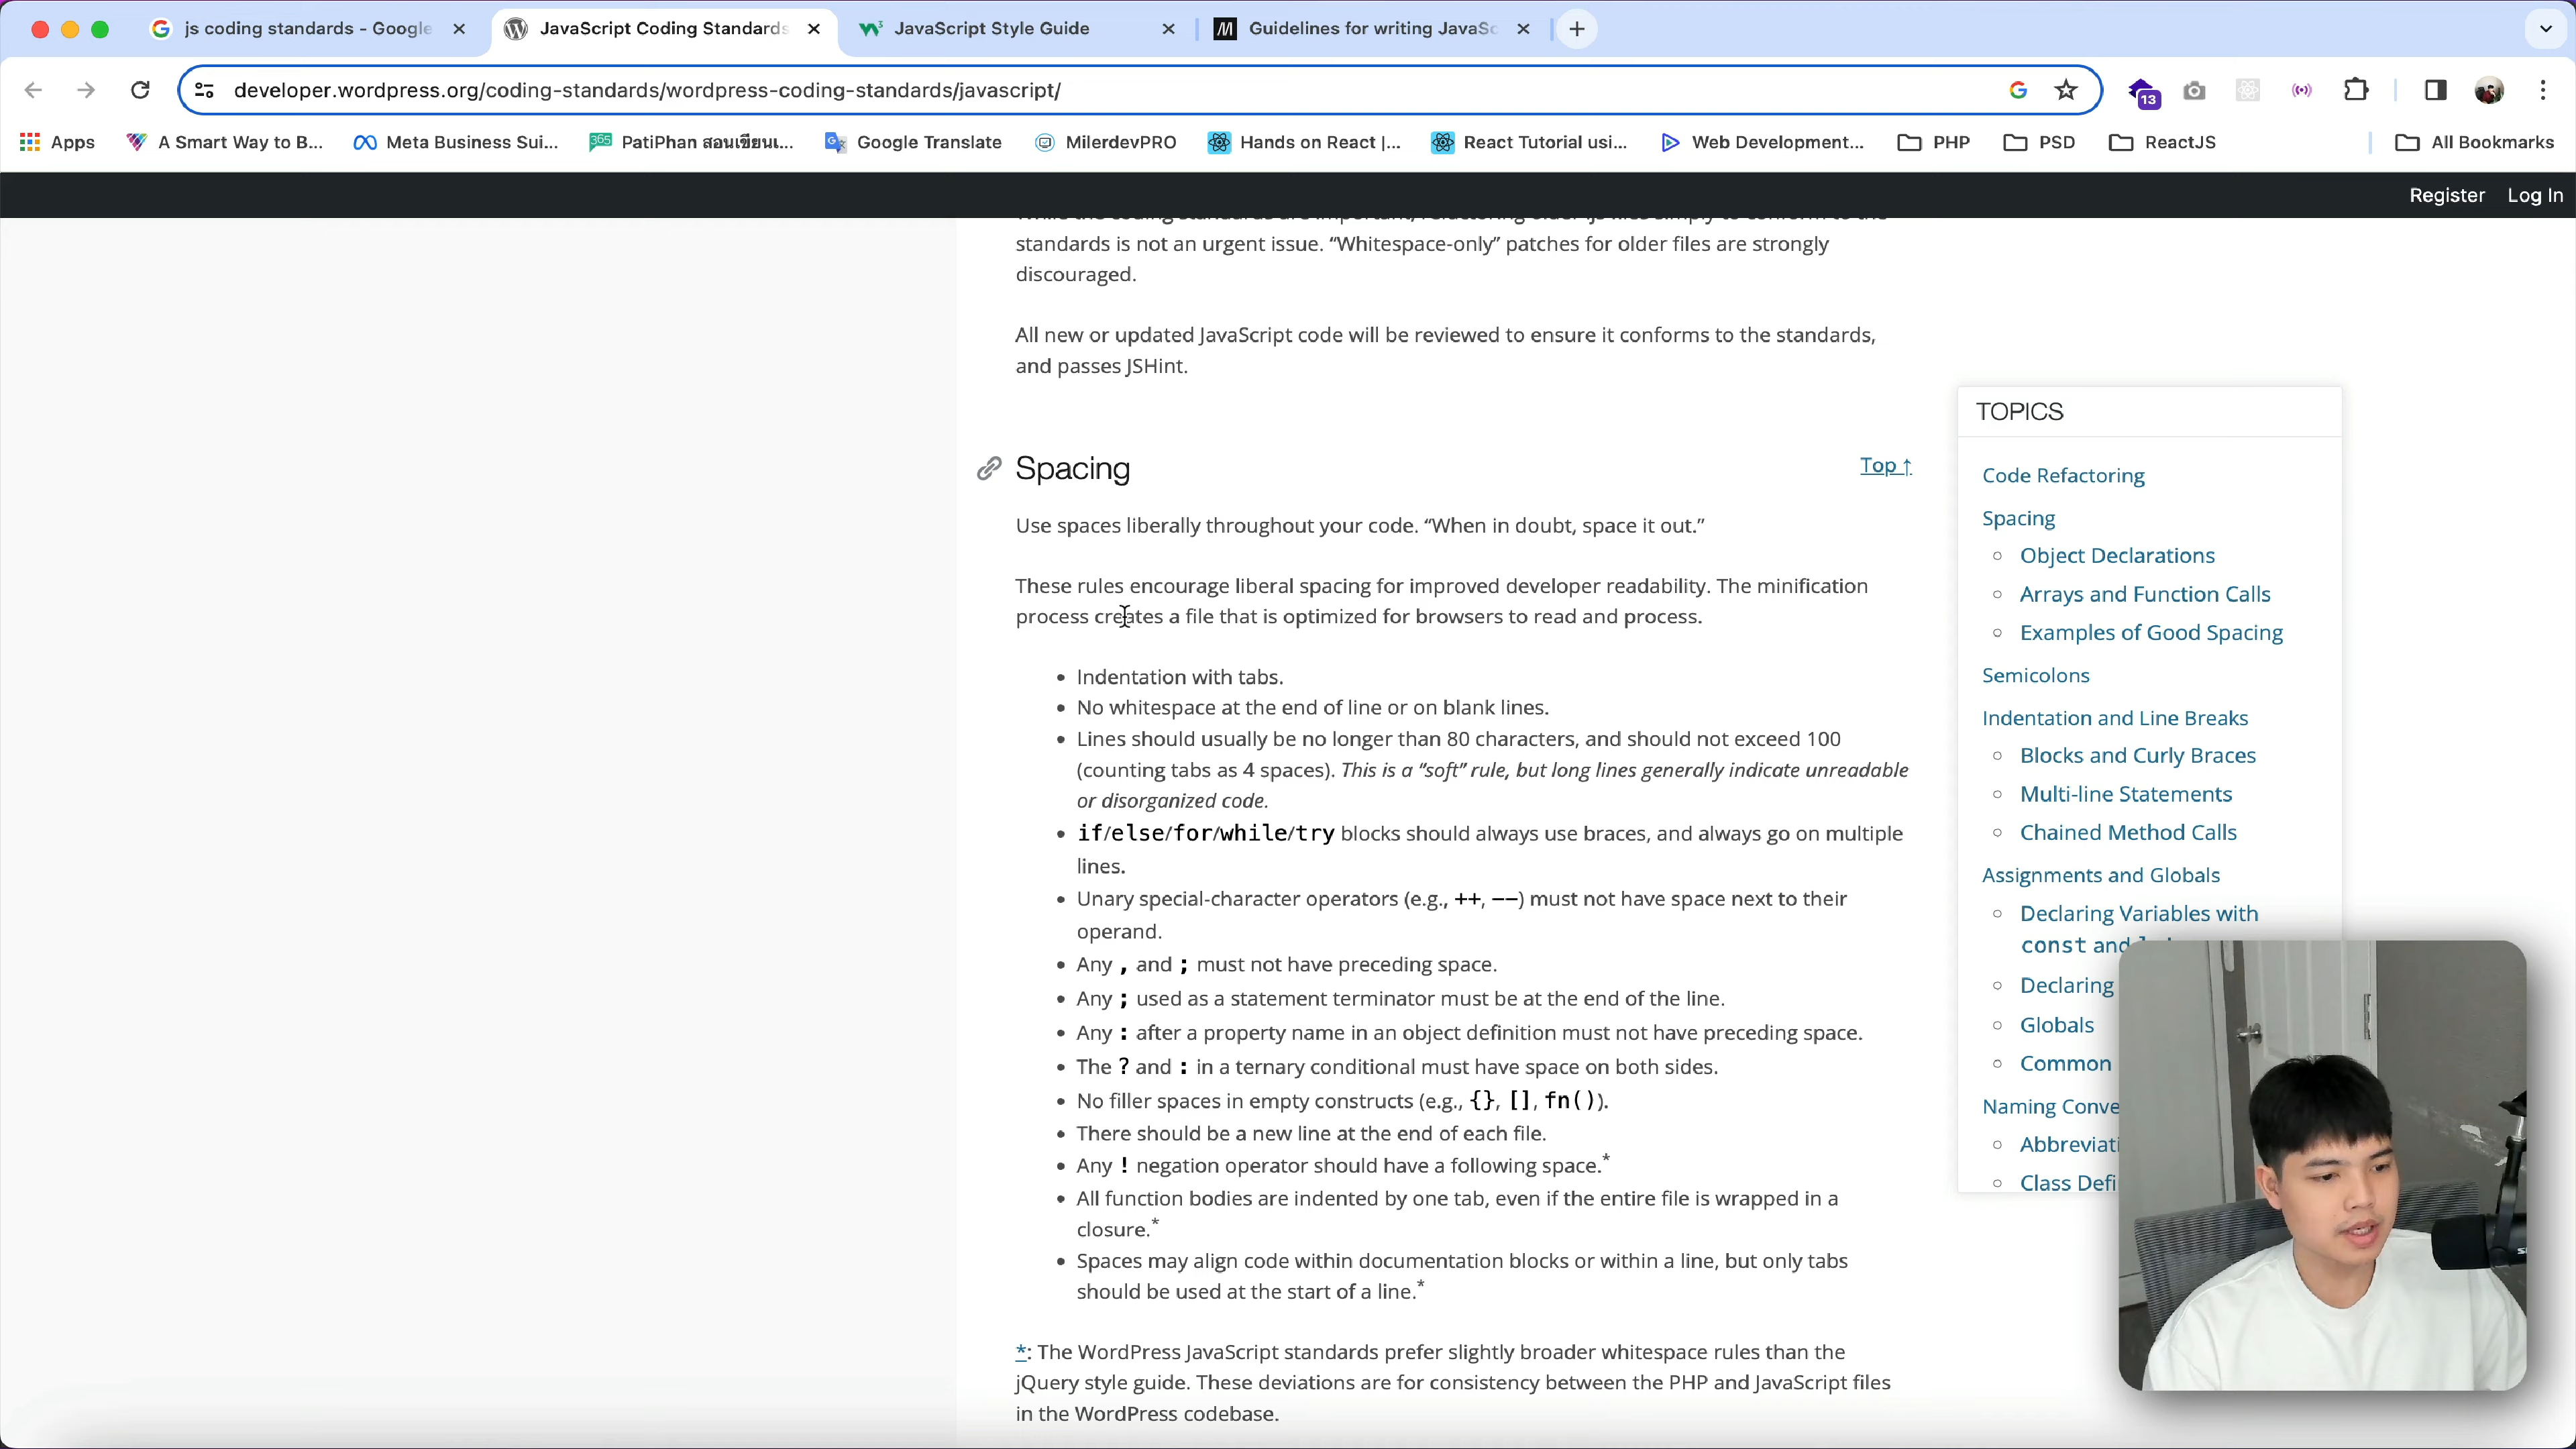 js coding standards - Google
JavaScript Coding Standards
JavaScript Style Guide
Guidelines for writing JavaSc
developer.wordpress.org/coding-standards/wordpress-coding-standards/javascript/
13
Apps
A Smart Way to B...
Meta Business Sui...
365
PatiPhan สอนเขียนเ...
Google Translate
MilerdevPRO
Hands on React |...
React Tutorial usi...
Web Development...
PHP
PSD
ReactJS
All Bookmarks
Register
Log In
standards is not an urgent issue. “Whitespace-only” patches for older files are strongly
discouraged.
All new or updated JavaScript code will be reviewed to ensure it conforms to the standards,
and passes JSHint.
Spacing
Top ↑
Use spaces liberally throughout your code. “When in doubt, space it out.”
These rules encourage liberal spacing for improved developer readability. The minification
process creates a file that is optimized for browsers to read and process.
• Indentation with tabs.
• No whitespace at the end of line or on blank lines.
• Lines should usually be no longer than 80 characters, and should not exceed 100
(counting tabs as 4 spaces). This is a “soft” rule, but long lines generally indicate unreadable
or disorganized code.
• if/else/for/while/try blocks should always use braces, and always go on multiple
lines.
• Unary special-character operators (e.g., ++, --) must not have space next to their
operand.
• Any , and ; must not have preceding space.
• Any ; used as a statement terminator must be at the end of the line.
• Any : after a property name in an object definition must not have preceding space.
• The ? and : in a ternary conditional must have space on both sides.
• No filler spaces in empty constructs (e.g., {}, [], fn()).
• There should be a new line at the end of each file.
• Any ! negation operator should have a following space.*
• All function bodies are indented by one tab, even if the entire file is wrapped in a
closure.*
• Spaces may align code within documentation blocks or within a line, but only tabs
should be used at the start of a line.*
*: The WordPress JavaScript standards prefer slightly broader whitespace rules than the
jQuery style guide. These deviations are for consistency between the PHP and JavaScript files
in the WordPress codebase.
TOPICS
Code Refactoring
Spacing
Object Declarations
Arrays and Function Calls
Examples of Good Spacing
Semicolons
Indentation and Line Breaks
Blocks and Curly Braces
Multi-line Statements
Chained Method Calls
Assignments and Globals
Declaring Variables with
const and
Declaring
Globals
Common
Naming Conve
Abbreviati
Class Defi